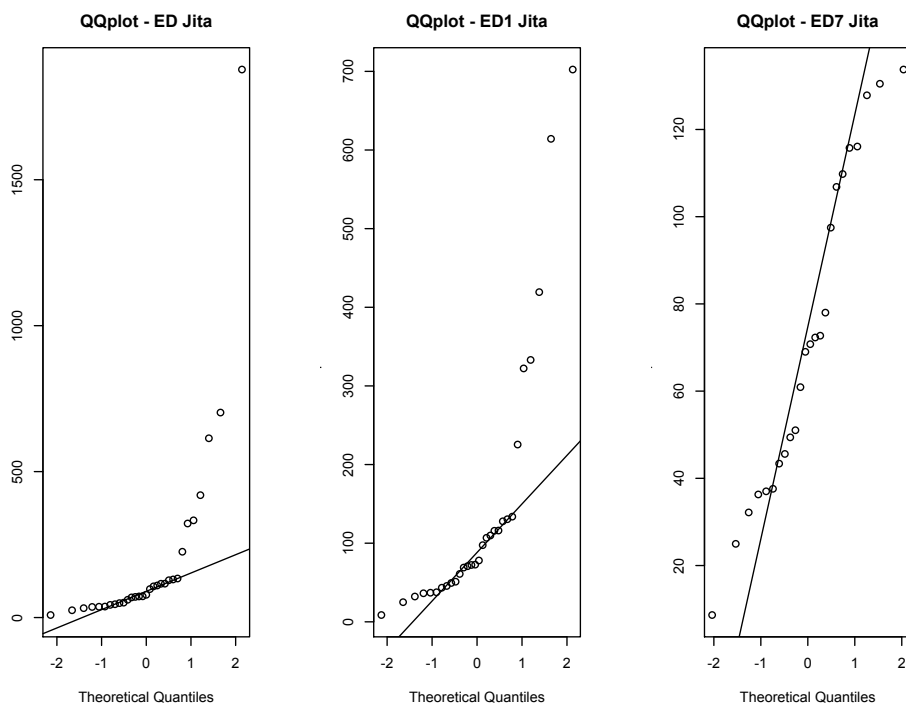 QQplot - ED Jita
QQplot - ED1 Jita
QQplot - ED7 Jita
0
500
1000
1500
-2 -1 0 1 2
Theoretical Quantiles
0
100
200
300
400
500
600
700
-2 -1 0 1 2
Theoretical Quantiles
20
40
60
80
100
120
-2 -1 0 1 2
Theoretical Quantiles